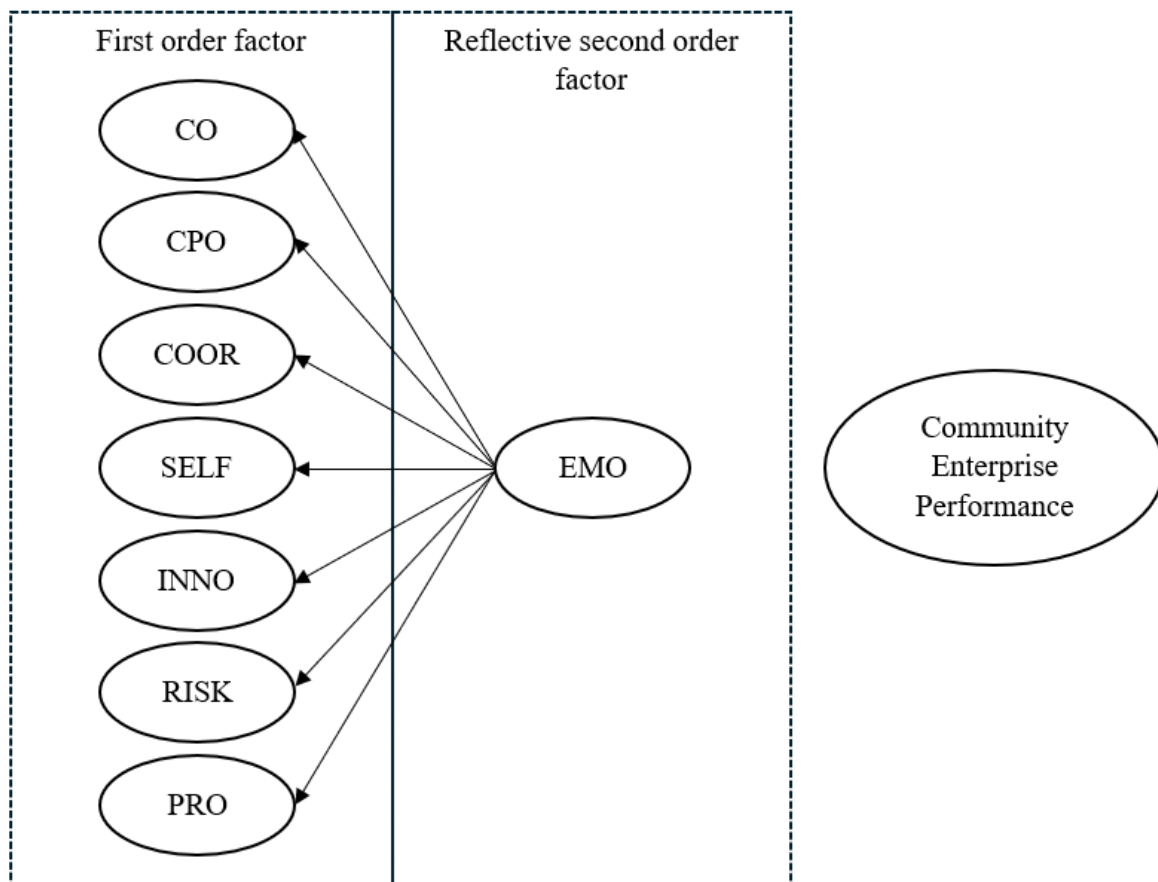 First order factor
Reflective second order
factor
CO
CPO
COOR
SELF
INNO
RISK
PRO
EMO
Community
Enterprise
Performance